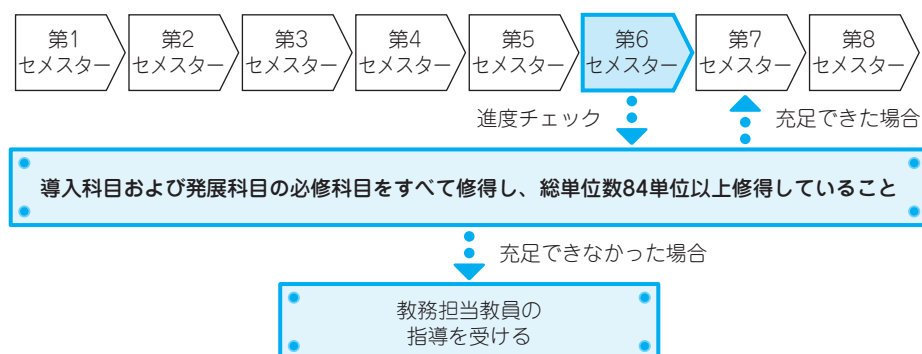 第1
セメスター
第2
セメスター
第3
セメスター
第4
セメスター
第5
セメスター
第6
セメスター
第7
セメスター
第8
セメスター
進度チェック
充足できた場合
導入科目および発展科目の必修科目をすべて修得し、総単位数84単位以上修得していること
充足できなかった場合
教務担当教員の
指導を受ける